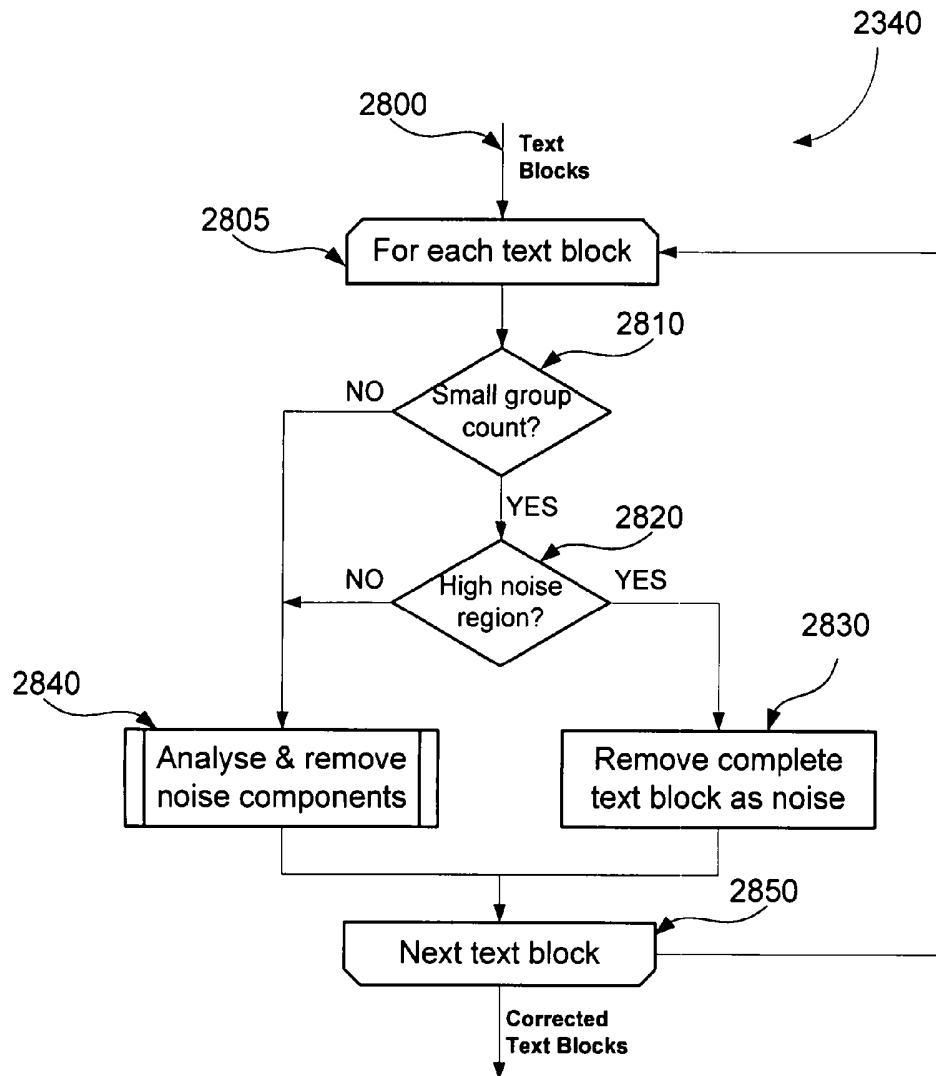 2340
2800
Text
Blocks
2805
For each text block
2810
NO
Small group
count?
YES
2820
NO
YES
High noise
region?
2830
2840
Analyse & remove
noise components
Remove complete
text block as noise
2850
Next text block
Corrected
Text Blocks